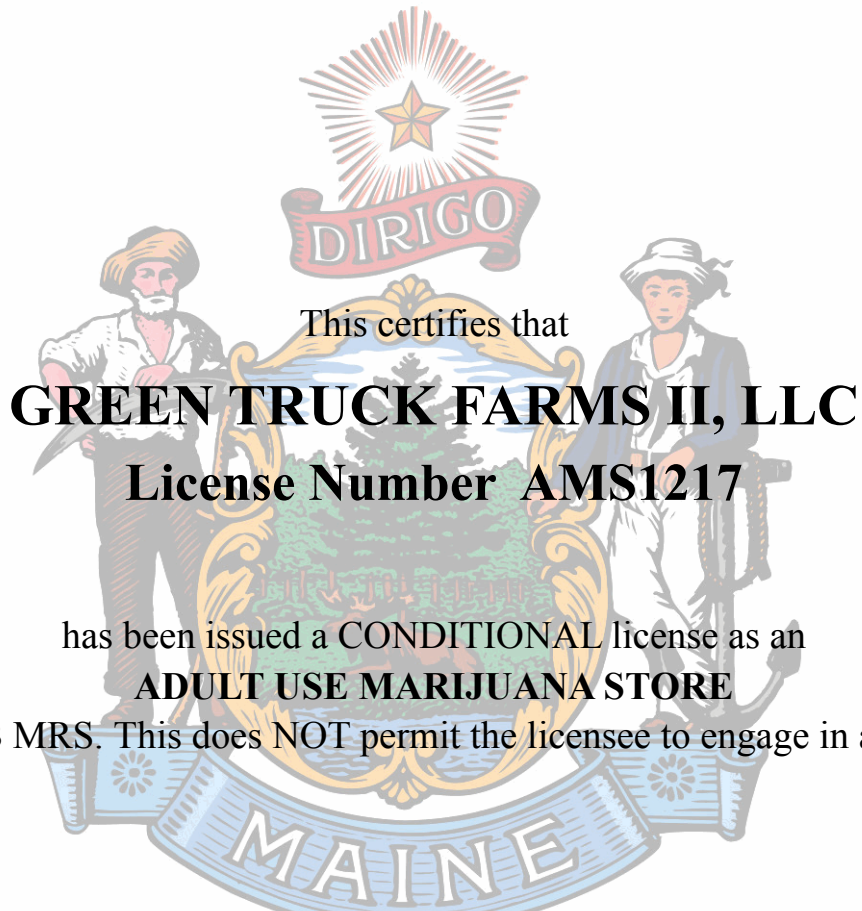 DIRIGO
This certifies that
GREEN TRUCK FARMS II, LLC
License Number AMS1217
has been issued a CONDITIONAL license as an
ADULT USE MARIJUANA STORE
MRS. This does NOT permit the licensee to engage in
MAINE